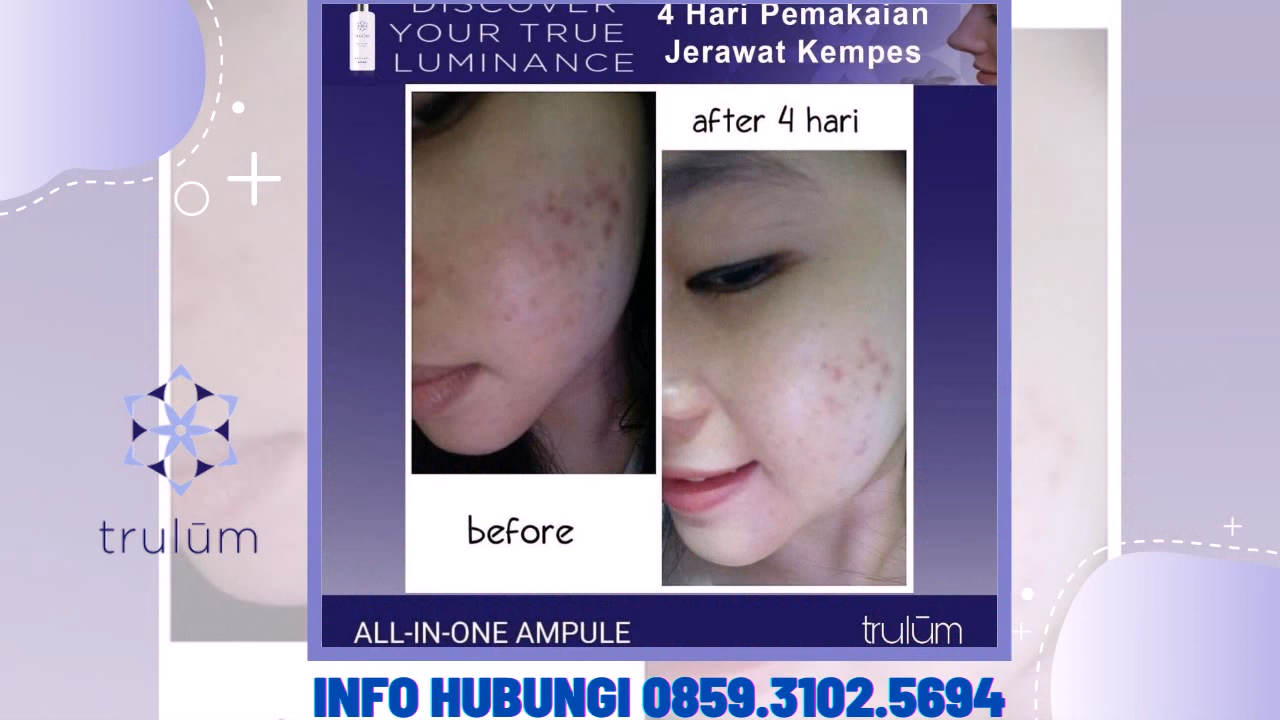 DISCOVER
YOUR TRUE
LUMINANCE
4 Hari Pemakaian
Jerawat Kempes
after 4 hari
before
trulūm
ALL-IN-ONE AMPULE
trulūm
INFO HUBUNGI 0859.3102.5694